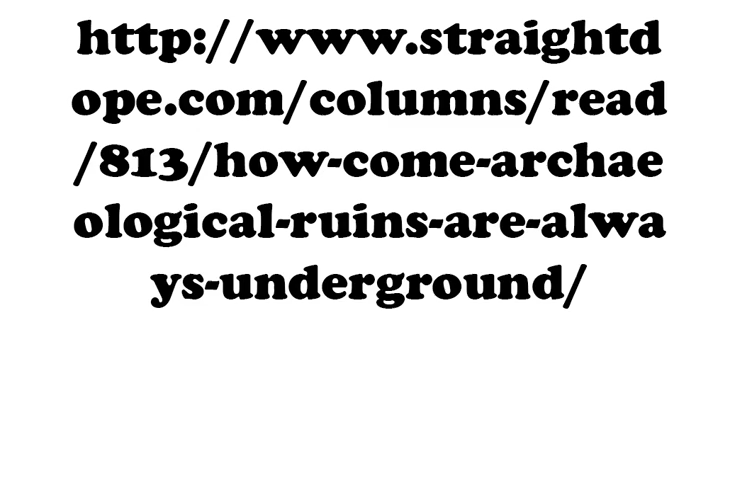 http://www.straightd
ope.com/columns/read
/813/how-come-archae
ological-ruins-are-alwa
ys-underground/